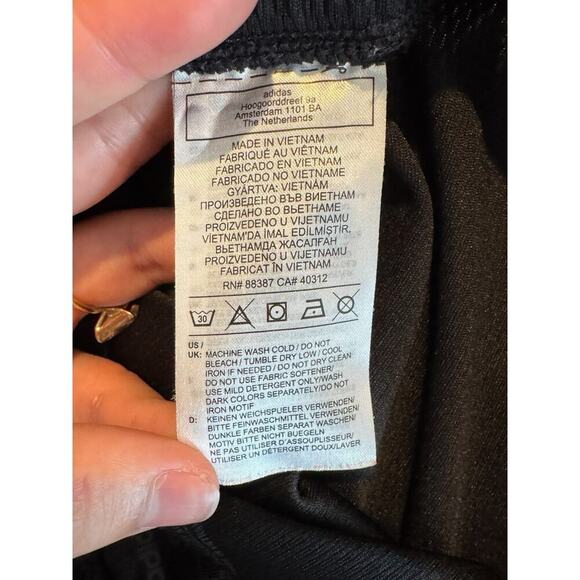 adidas
Hoogoorddreef 9a
Amsterdam 1101 BA
The Netherlands
MADE IN VIETNAM
FABRIQUÉ AU VIÊTNAM
FABRICADO EN VIETNAM
FABRICADO NO VIETNAME
GYÁRTVA: VIETNÁM
ПРОИЗВЕДЕНО ВЪВ ВИЕТНАМ
СДЕЛАНО ВО ВЬЕТНАМЕ
PROIZVEDENO U VIJETNAMU
VIETNAM'DA İMAL EDİLMİŞTİR,
ВЬЕТНАМДА ЖАСАЛҒАН
PROIZVEDENO U VIJETNAMU
FABRICAT ÎN VIETNAM
RN# 88387 CA# 40312
30
US /
UK: MACHINE WASH COLD / DO NOT
BLEACH / TUMBLE DRY LOW / COOL
IRON IF NEEDED / DO NOT DRY CLEAN
DO NOT USE FABRIC SOFTENER/
USE MILD DETERGENT ONLY/WASH
DARK COLORS SEPARATELY/DO NOT
IRON MOTIF
D: KEINEN WEICHSPUELER VERWENDEN/
BITTE FEINWASCHMITTEL VERWENDEN/
DUNKLE FARBEN SEPARAT WASCHEN/
MOTIV BITTE NICHT BUEGELN
NE PAS UTILISER D'ASSOUPLISSEUR/
UTILISER UN DÉTERGENT DOUX/LAVER